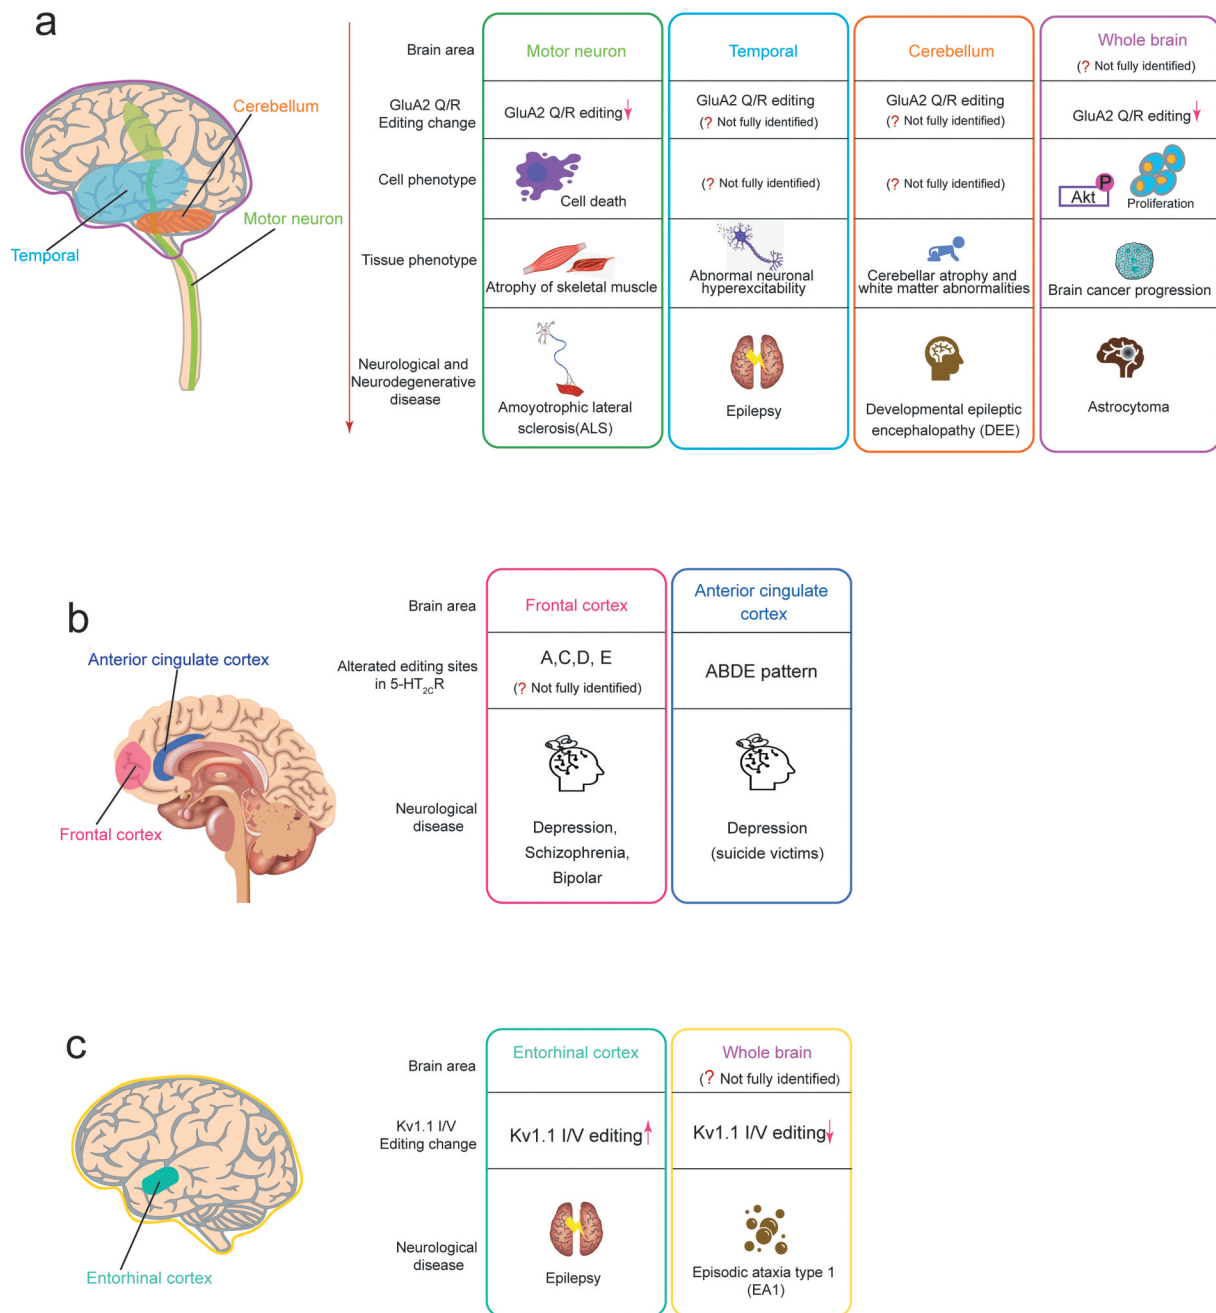 a
Cerebellum
Motor neuron
Temporal
Brain area
Motor neuron
Temporal
Cerebellum
Whole brain
(? Not fully identified)
GluA2 Q/R
Editing change
GluA2 Q/R editing↓
GluA2 Q/R editing
(? Not fully identified)
GluA2 Q/R editing
(? Not fully identified)
GluA2 Q/R editing↓
Cell phenotype
Cell death
(? Not fully identified)
(? Not fully identified)
Akt
P
Proliferation
Tissue phenotype
Atrophy of skeletal muscle
Abnormal neuronal
hyperexcitability
Cerebellar atrophy and
white matter abnormalities
Brain cancer progression
Neurological and
Neurodegenerative
disease
Amoyotrophic lateral
sclerosis(ALS)
Epilepsy
Developmental epileptic
encephalopathy (DEE)
Astrocytoma
b
Anterior cingulate cortex
Frontal cortex
Brain area
Frontal cortex
Anterior cingulate
cortex
Alterated editing sites
in 5-HT2CR
A,C,D, E
(? Not fully identified)
ABDE pattern
Neurological
disease
Depression,
Schizophrenia,
Bipolar
Depression
(suicide victims)
c
Entorhinal cortex
Brain area
Entorhinal cortex
Whole brain
(? Not fully identified)
Kv1.1 I/V
Editing change
Kv1.1 I/V editing↑
Kv1.1 I/V editing↓
Neurological
disease
Epilepsy
Episodic ataxia type 1
(EA1)